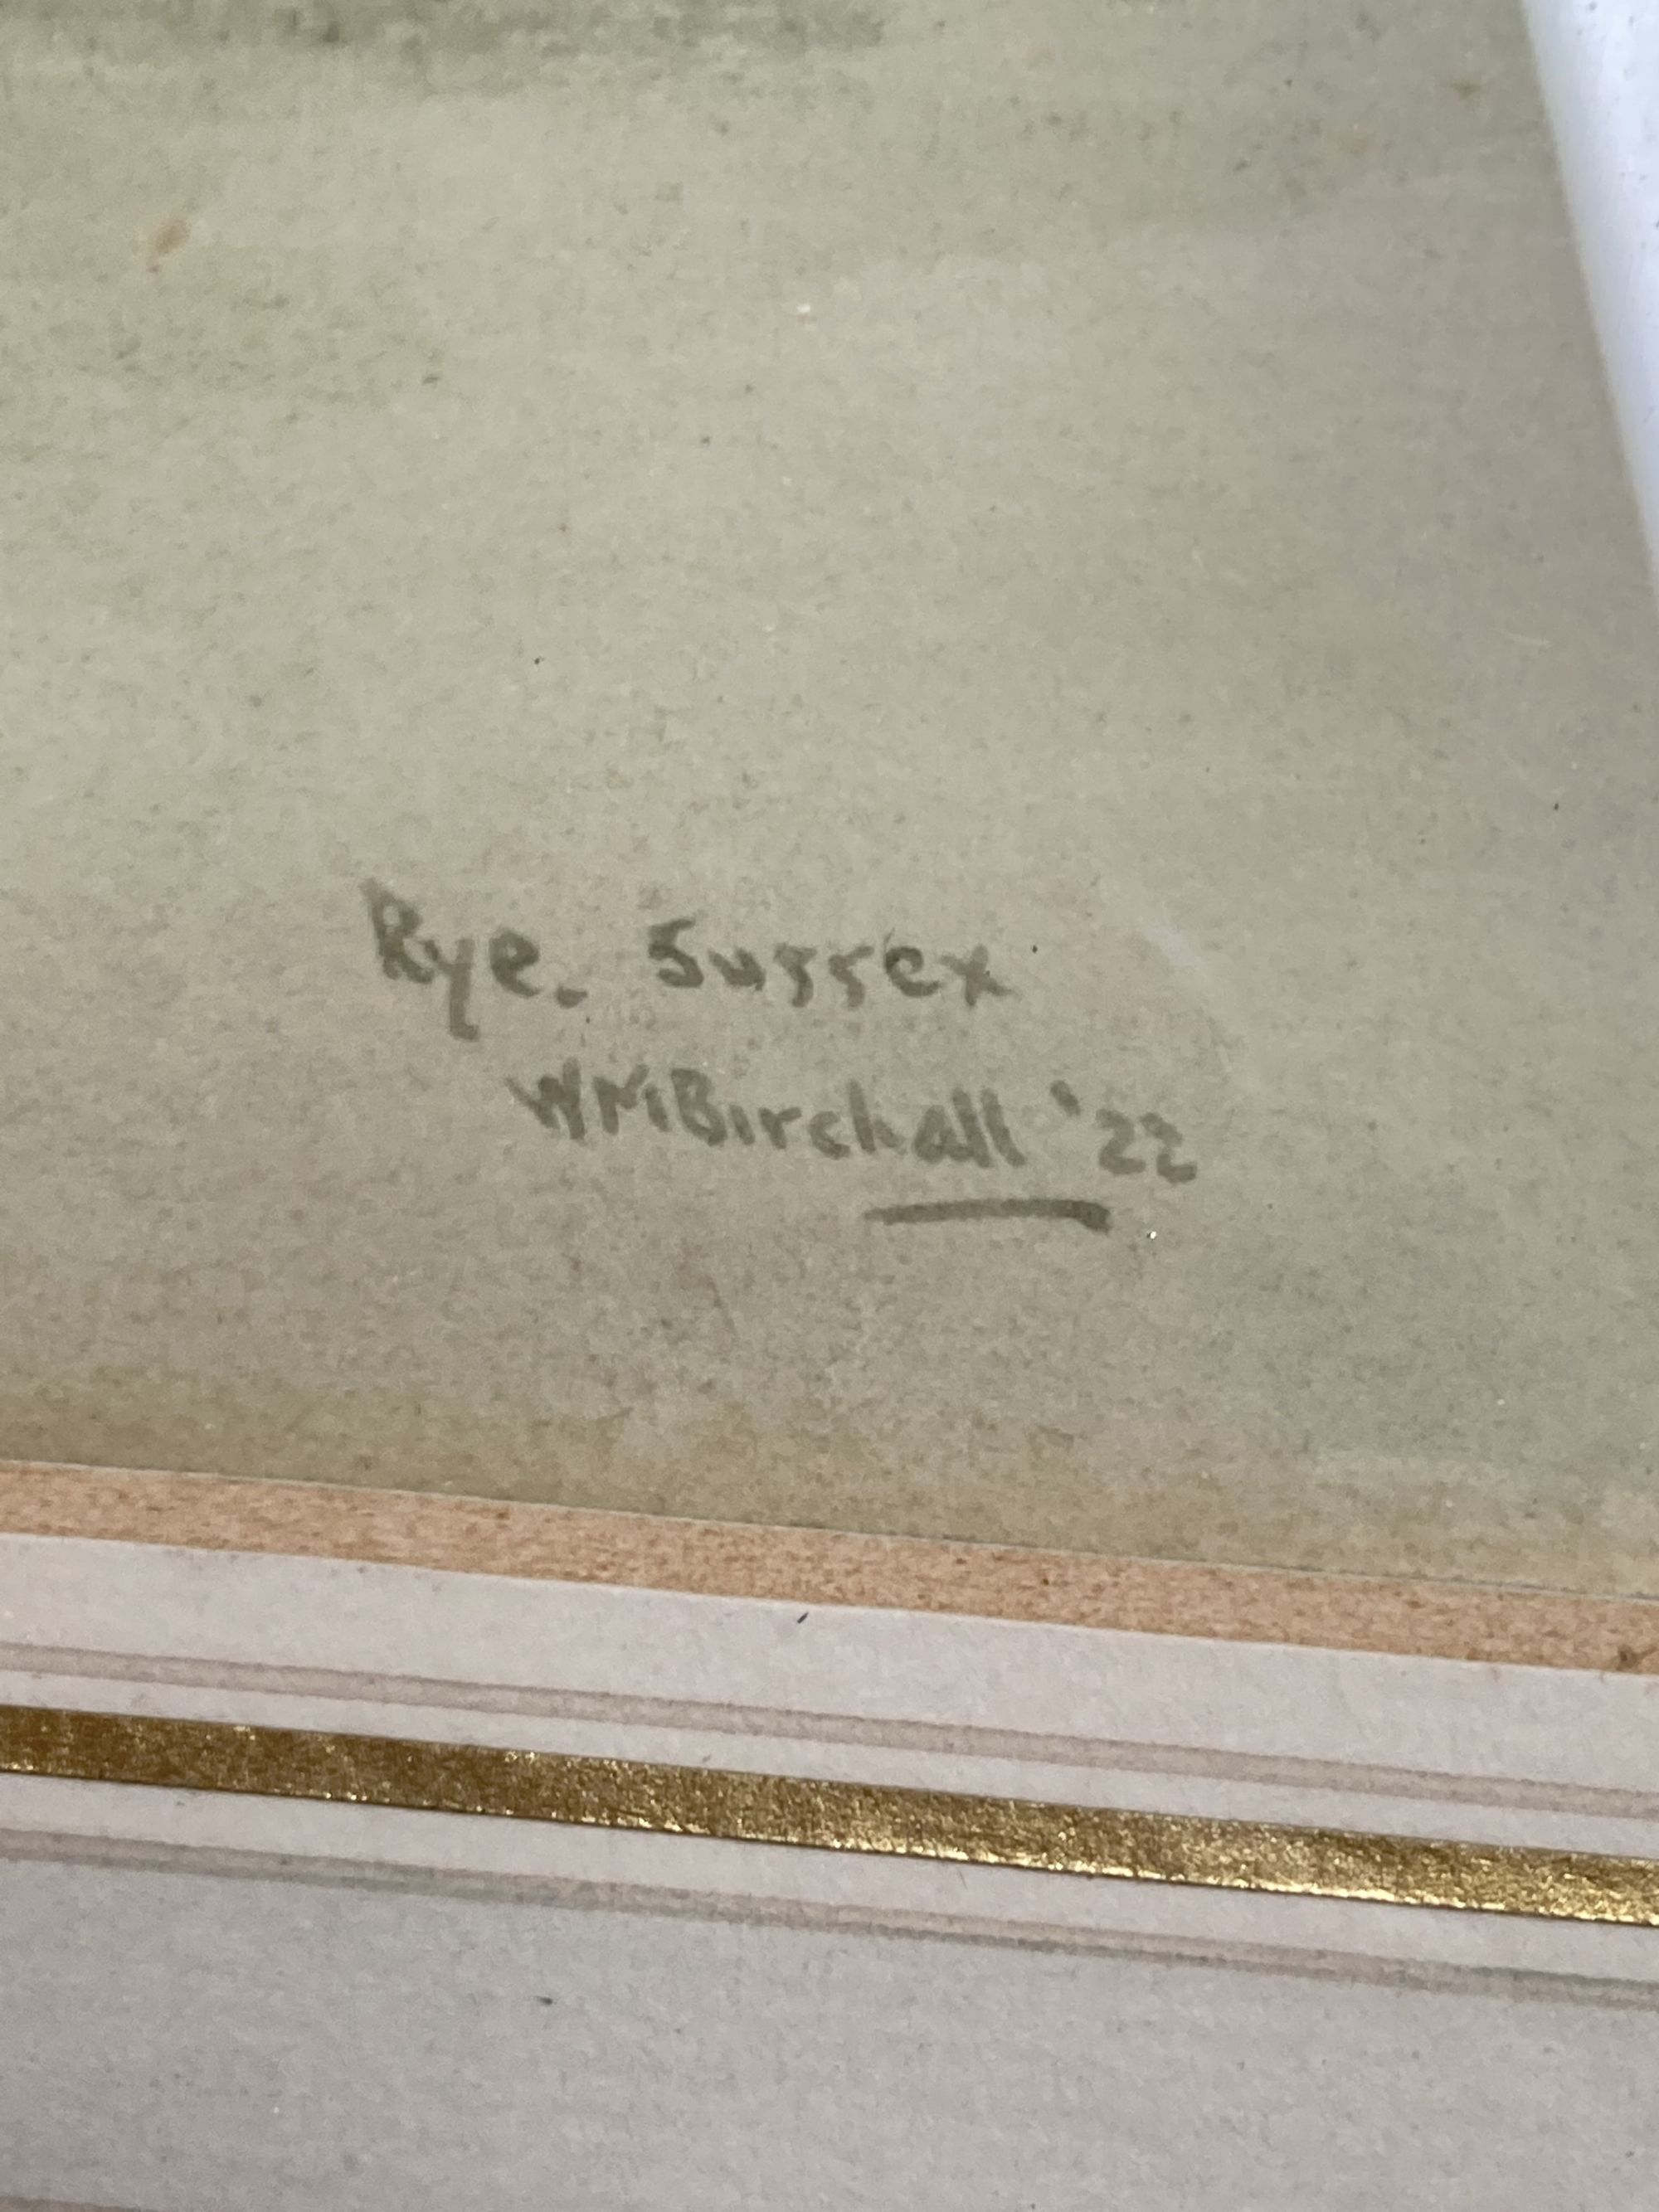 Rye. Sussex
WMBirchall '22